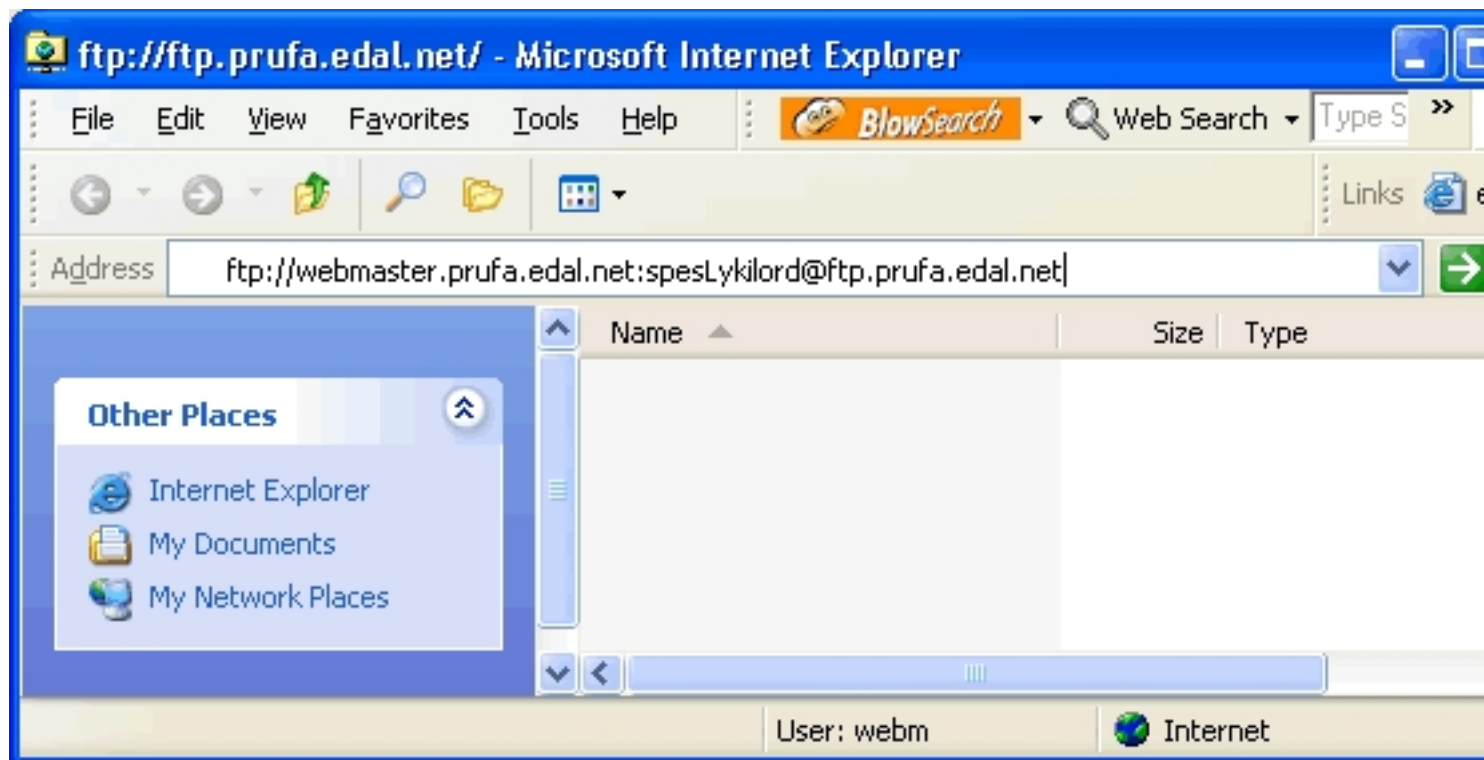 ftp://ftp.prufa.edal.net/ - Microsoft Internet Explorer
File Edit View Favorites Tools Help BlowSearch Web Search Type S »
Links e
Address ftp://webmaster.prufa.edal.net:spesLykilord@ftp.prufa.edal.net
Name Size Type
Other Places
Internet Explorer
My Documents
My Network Places
User: webm Internet